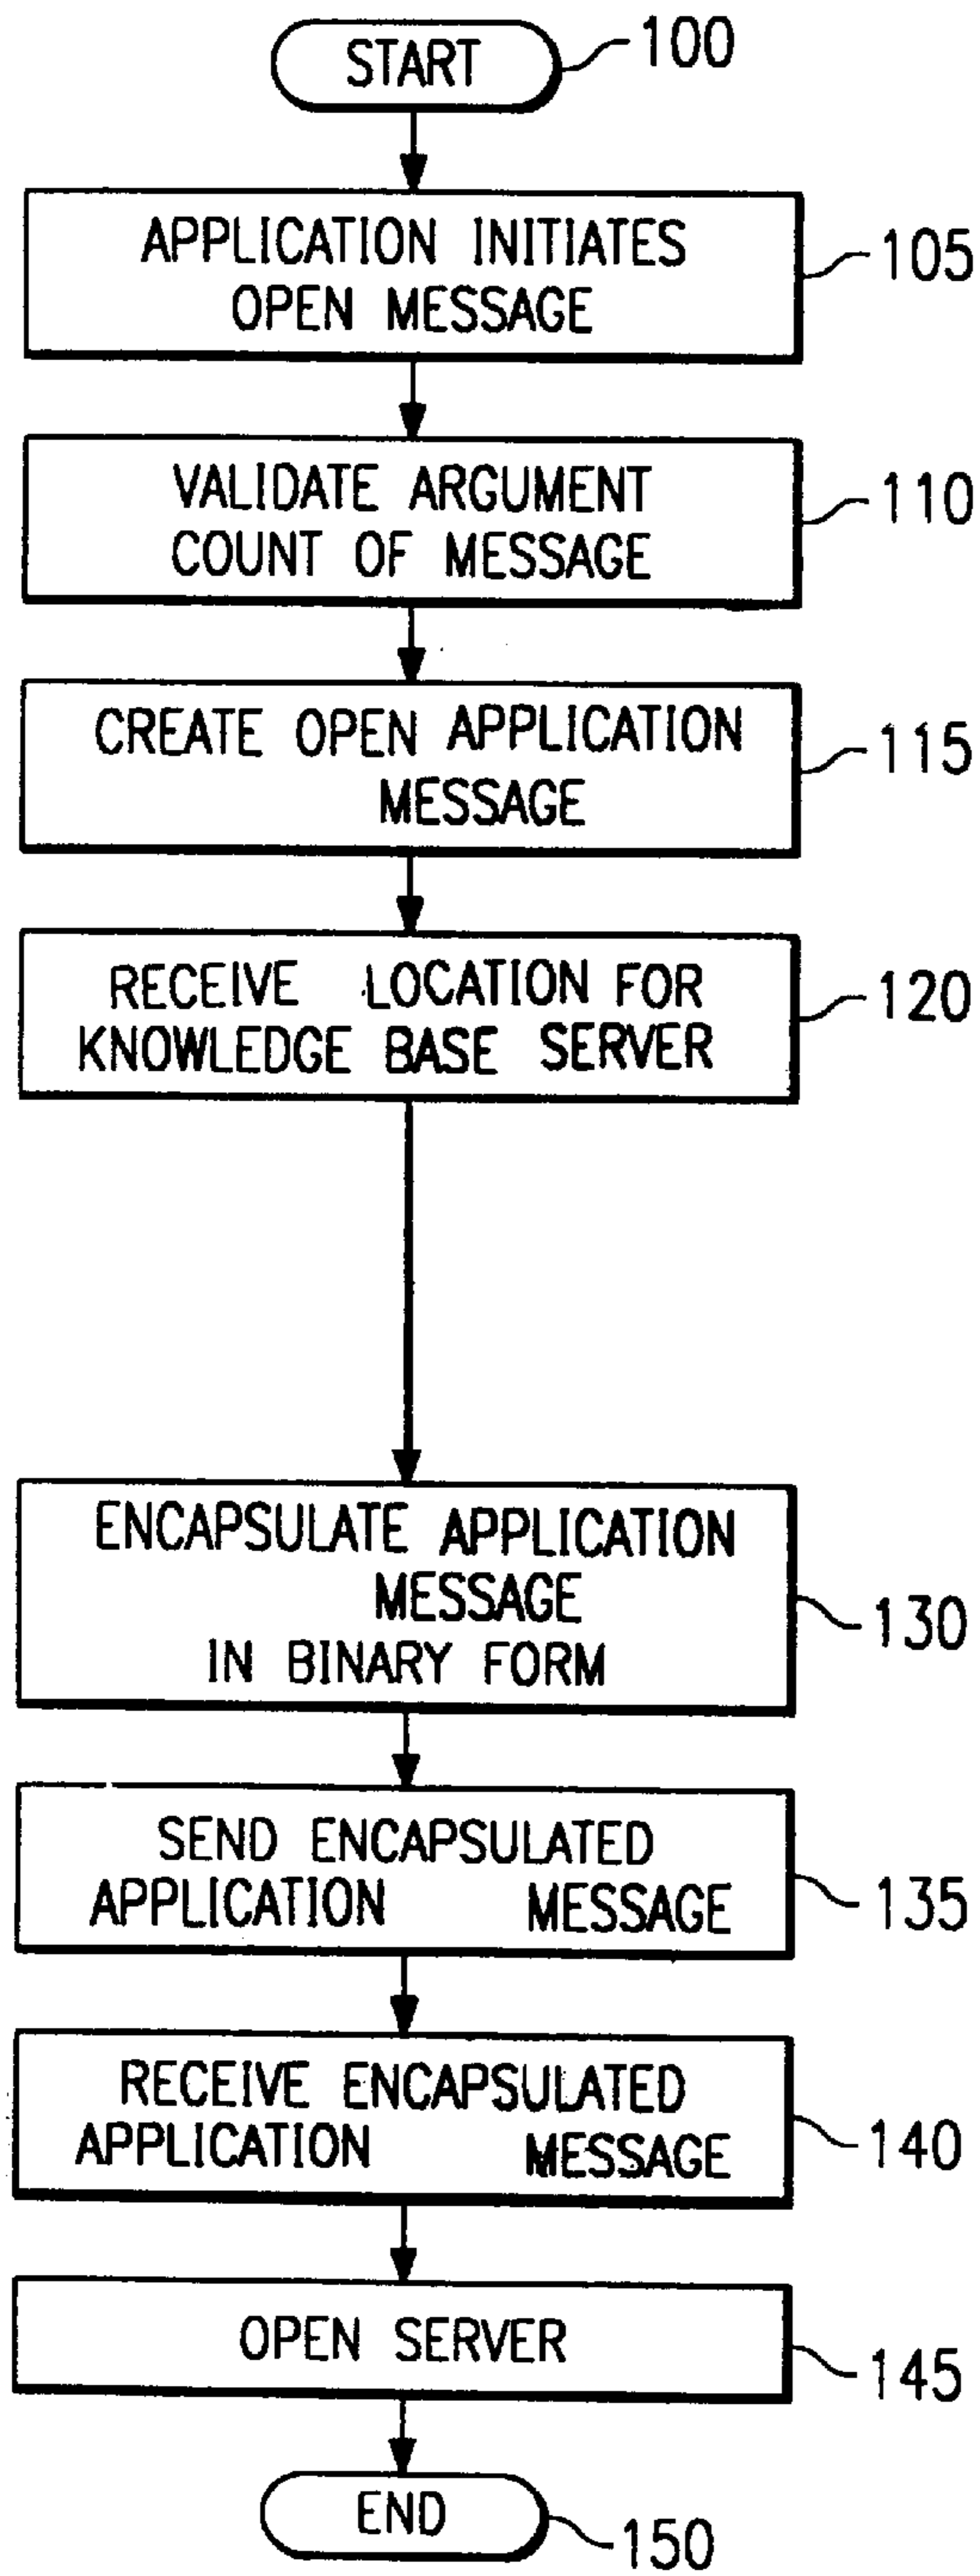 START
100
APPLICATION INITIATES
OPEN MESSAGE
105
VALIDATE ARGUMENT
COUNT OF MESSAGE
110
CREATE OPEN APPLICATION
MESSAGE
115
RECEIVE LOCATION FOR
KNOWLEDGE BASE SERVER
120
ENCAPSULATE APPLICATION
MESSAGE
IN BINARY FORM
130
SEND ENCAPSULATED
APPLICATION MESSAGE
135
RECEIVE ENCAPSULATED
APPLICATION MESSAGE
140
OPEN SERVER
145
END
150